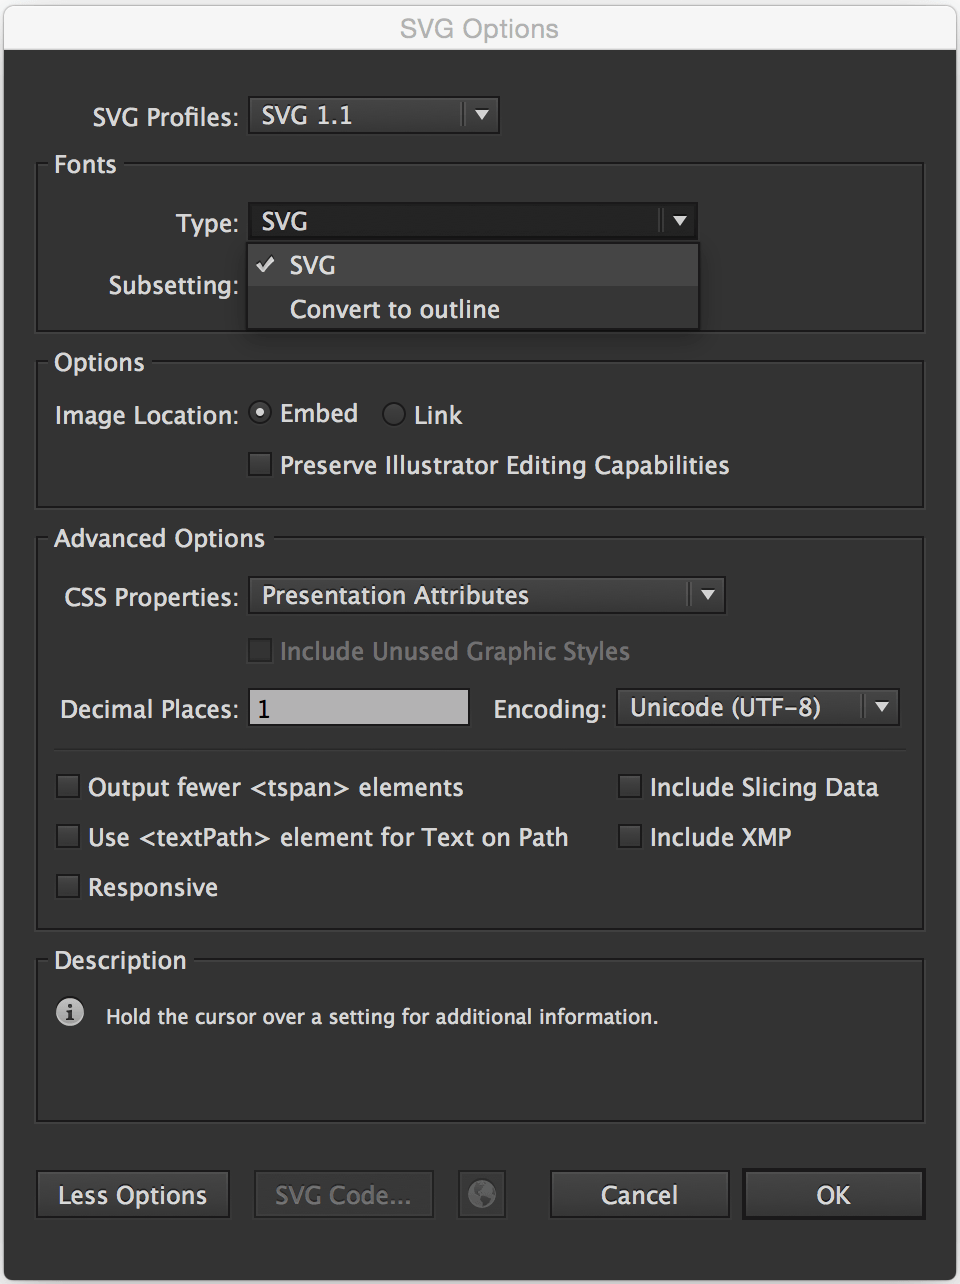 SVG Options
SVG Profiles: SVG 1.1
Fonts
Type: SVG
SVG
Subsetting:
Convert to outline
Options
Image Location: Embed Link
Preserve Illustrator Editing Capabilities
Advanced Options
CSS Properties: Presentation Attributes
Include Unused Graphic Styles
Decimal Places: 1 Encoding: Unicode (UTF-8)
Output fewer <tspan> elements Include Slicing Data
Use <textPath> element for Text on Path Include XMP
Responsive
Description
Hold the cursor over a setting for additional information.
Less Options SVG Code... Cancel OK